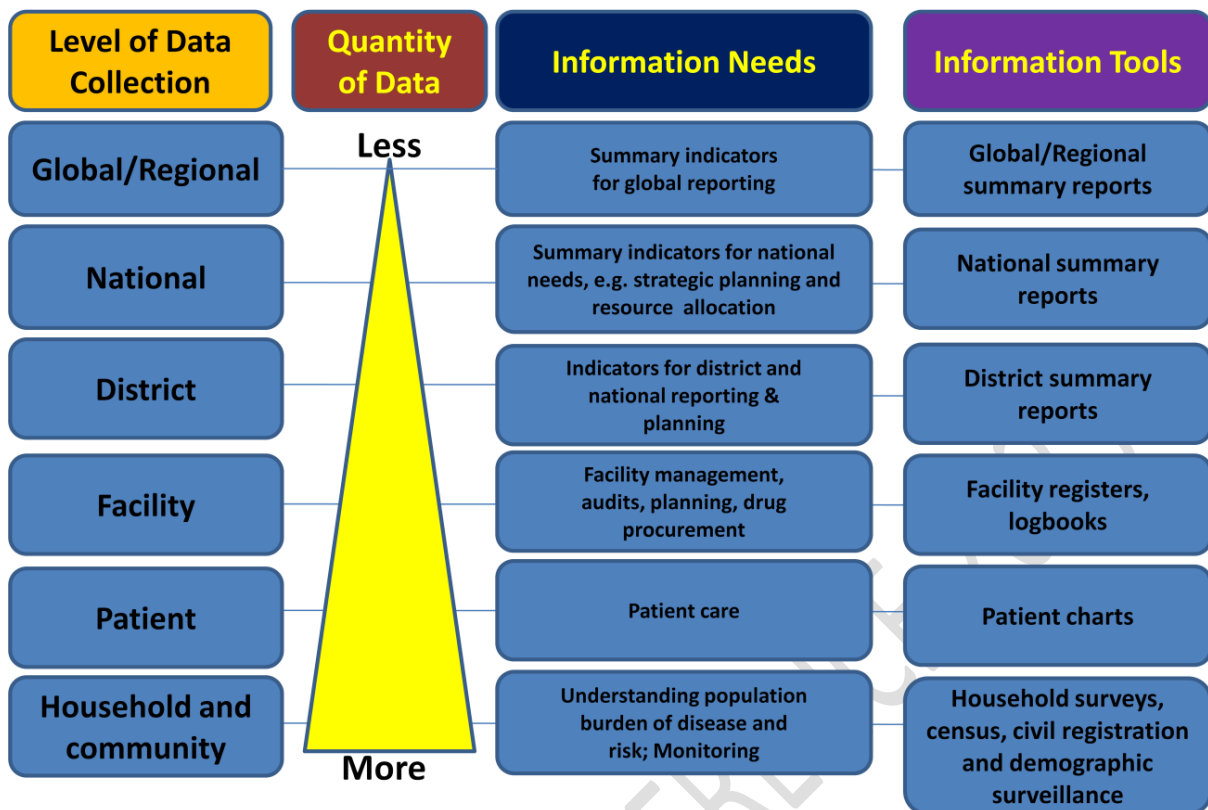 Level of Data
Collection
Quantity
of Data
Information Needs
Information Tools
Global/Regional
Less
Summary indicators
for global reporting
Global/Regional
summary reports
National
Summary indicators for national
needs, e.g. strategic planning and
resource allocation
National summary
reports
District
Indicators for district and
national reporting &
planning
District summary
reports
Facility
Facility management,
audits, planning, drug
procurement
Facility registers,
logbooks
Patient
Patient care
Patient charts
Household and
community
More
Understanding population
burden of disease and
risk; Monitoring
Household surveys,
census, civil registration
and demographic
surveillance